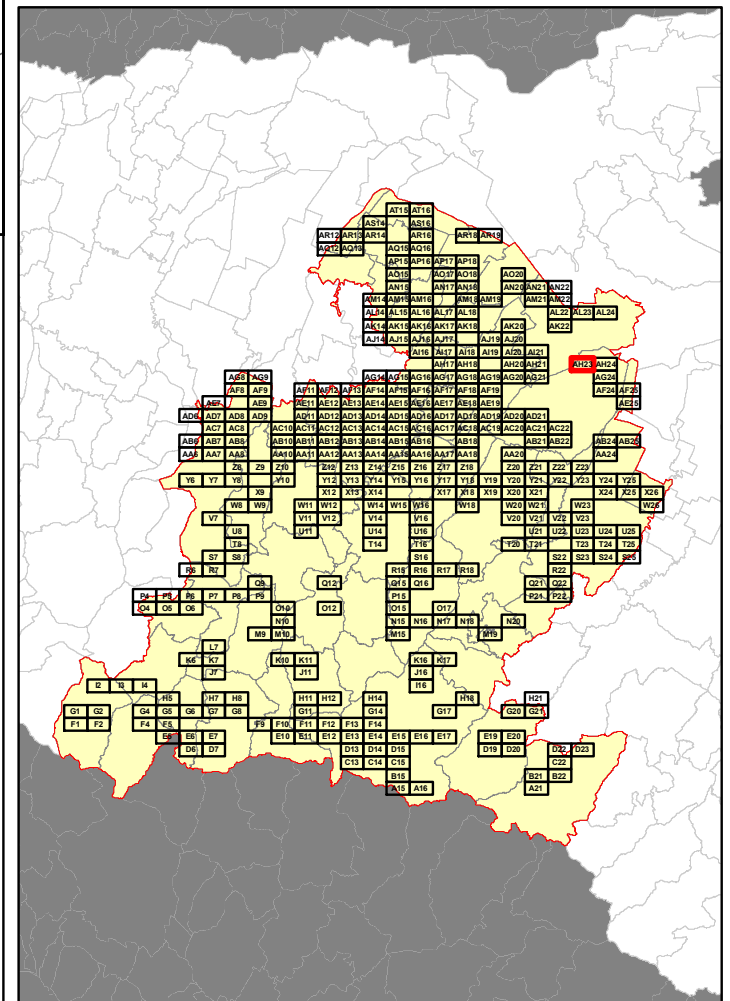 AT15 AT16
AS14 AS16
AR12 AR13 AR14 AR16 AR18 AR19
AQ12 AQ13 AQ15 AQ16
AP15 AP16 AP17 AP18
AO15 AO17 AO18 AO20
AN15 AN17 AN18 AN20 AN21 AN22
AM14 AM15 AM16 AM18 AM19 AM21 AM22
AL14 AL15 AL16 AL17 AL18 AL22 AL23 AL24
AK14 AK15 AK16 AK17 AK18 AK20 AK22
AJ14 AJ15 AJ16 AJ17 AJ19 AJ20
AI16 AI17 AI18 AI19 AI20 AI21
AH17 AH18 AH20 AH21 AH23 AH24
AG8 AG9 AG14 AG15 AG16 AG17 AG18 AG19 AG20 AG21 AG24
AF8 AF9 AF11 AF12 AF13 AF14 AF15 AF16 AF17 AF18 AF19 AF24 AF25
AE7 AE9 AE11 AE12 AE13 AE14 AE15 AE16 AE17 AE18 AE19 AE25
AD6 AD7 AD8 AD9 AD11 AD12 AD13 AD14 AD15 AD16 AD17 AD18 AD19 AD20 AD21
AC7 AC8 AC10 AC11 AC12 AC13 AC14 AC15 AC16 AC17 AC18 AC19 AC20 AC21 AC22
AB6 AB7 AB8 AB10 AB11 AB12 AB13 AB14 AB15 AB16 AB18 AB21 AB22 AB24 AB25
AA6 AA7 AA8 AA10 AA11 AA12 AA13 AA14 AA15 AA16 AA17 AA18 AA20 AA24
Z8 Z9 Z10 Z12 Z13 Z14 Z15 Z16 Z17 Z18 Z20 Z21 Z22 Z23
Y6 Y7 Y8 Y10 Y12 Y13 Y14 Y15 Y16 Y17 Y18 Y19 Y20 Y21 Y22 Y23 Y24 Y25
X9 X12 X13 X14 X17 X18 X19 X20 X21 X24 X25 X26
W8 W9 W11 W12 W14 W15 W16 W18 W20 W21 W23 W26
V7 V11 V12 V14 V16 V20 V21 V22 V23
U8 U11 U14 U16 U21 U22 U23 U24 U25
T8 T14 T16 T20 T21 T23 T24 T25
S7 S8 S16 S22 S23 S24 S25
R6 R7 R15 R16 R17 R18 R22
Q9 Q12 Q15 Q16 Q21 Q22
P4 P5 P6 P7 P8 P9 P15 P21 P22
O4 O5 O6 O10 O12 O15 O17
N10 N15 N16 N17 N18 N20
M9 M10 M15 M19
L7
K6 K7 K10 K11 K16 K17
J7 J11 J16
I2 I3 I4 I16
H5 H7 H8 H11 H12 H14 H18 H21
G1 G2 G4 G5 G6 G7 G8 G11 G14 G17 G20 G21
F1 F2 F4 F5 F9 F10 F11 F12 F13 F14
E5 E6 E7 E10 E11 E12 E13 E14 E15 E16 E17 E19 E20
D6 D7 D13 D14 D15 D19 D20 D22 D23
C13 C14 C15 C22
B15 B21 B22
A15 A16 A21